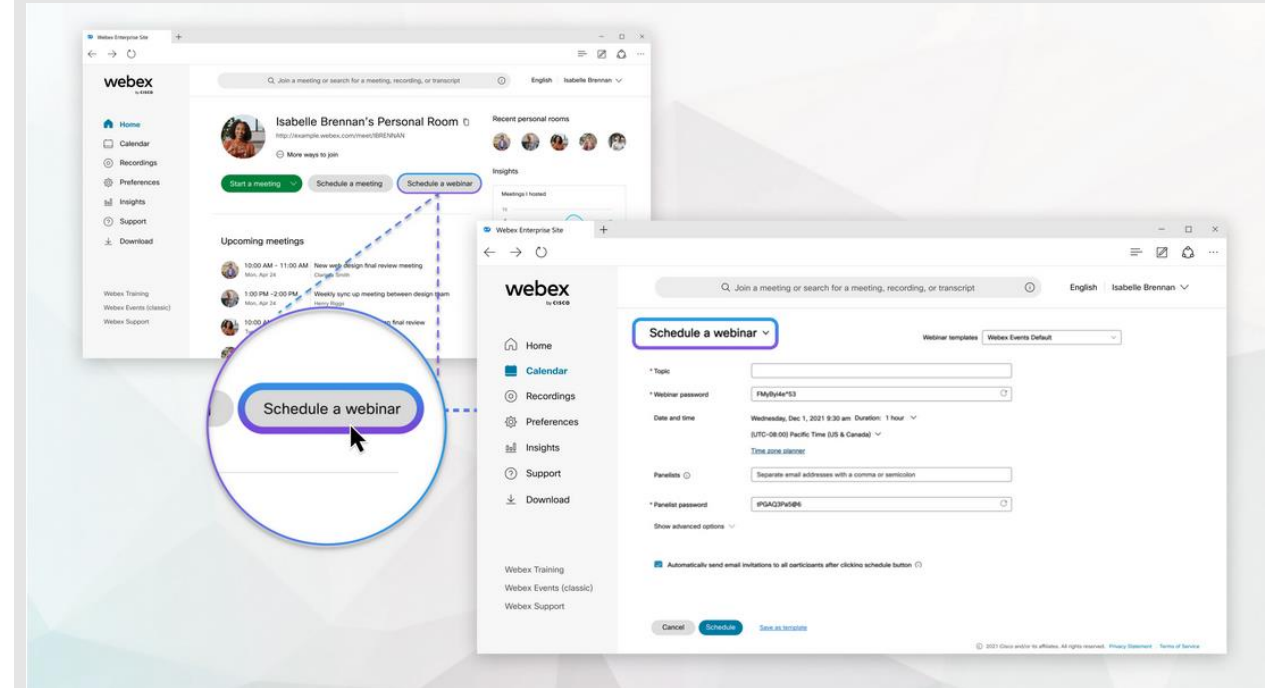 Webex Enterprise Site
webex
by CISCO
Join a meeting or search for a meeting, recording, or transcript
English
Isabelle Brennan
Home
Calendar
Recordings
Preferences
Insights
Support
Download
Webex Training
Webex Events (classic)
Webex Support
Isabelle Brennan's Personal Room
http://example.webex.com/meet/IBRENNAN
More ways to join
Start a meeting
Schedule a meeting
Schedule a webinar
Recent personal rooms
Insights
Meetings I hosted
Upcoming meetings
10:00 AM - 11:00 AM New web design final review meeting
Mon, Apr 24
Smith
1:00 PM -2:00 PM Weekly sync up meeting between design team
Mon, Apr 24 Henry Riggs
10:00 final review
Schedule a webinar
Webex Enterprise Site
webex
by CISCO
Join a meeting or search for a meeting, recording, or transcript
English
Isabelle Brennan
Home
Calendar
Recordings
Preferences
Insights
Support
Download
Webex Training
Webex Events (classic)
Webex Support
Schedule a webinar
Webinar templates Webex Events Default
* Topic
* Webinar password FMyByi4e^53
Date and time Wednesday, Dec 1, 2021 9:30 am Duration: 1 hour
(UTC-08:00) Pacific Time (US & Canada)
Time zone planner
Panelists Separate email addresses with a comma or semicolon
* Panelist password
Show advanced options
Automatically send email invitations to all participants after clicking schedule button
Cancel Schedule Save as template
© 2021 Cisco and/or its affiliates. All rights reserved. Privacy Statement Terms of Service